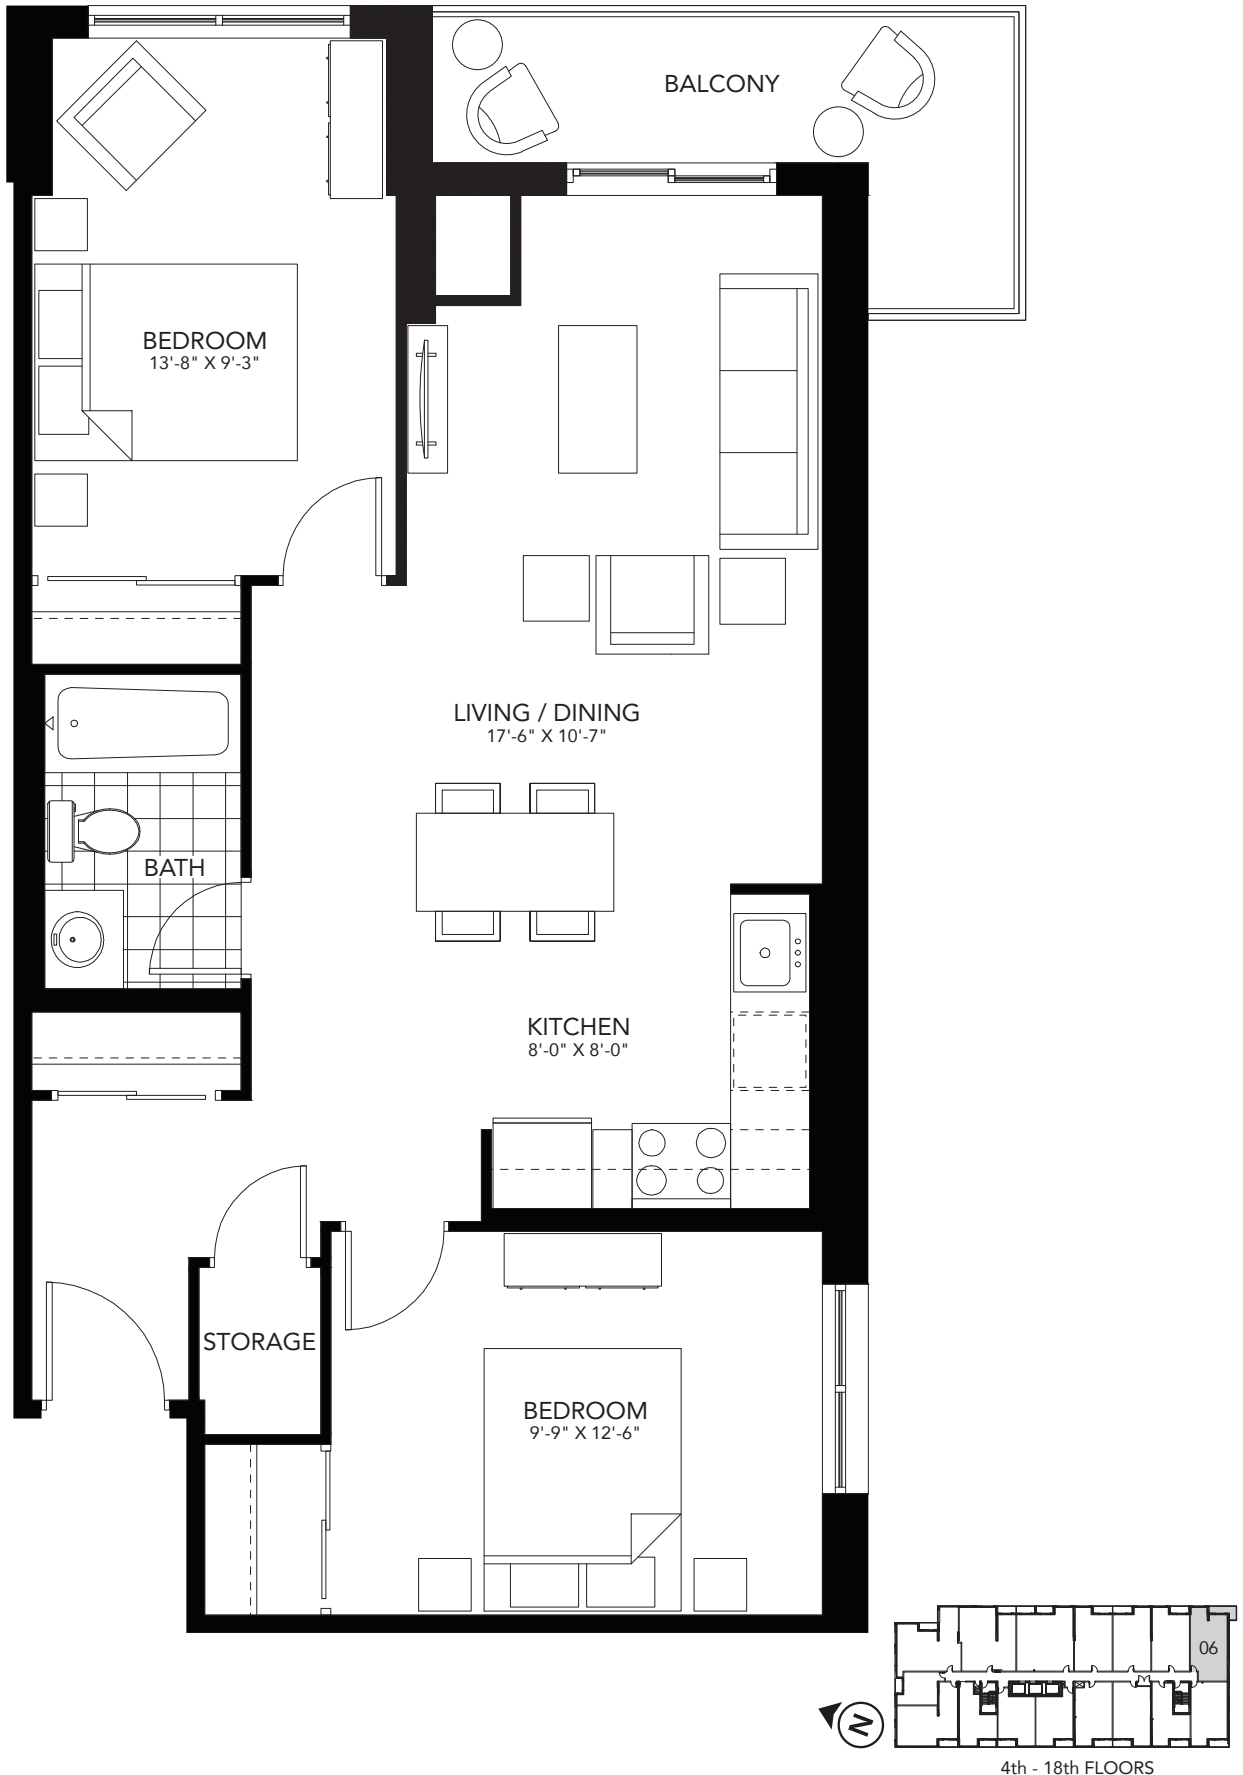 BALCONY
BEDROOM
13'-8" X 9'-3"
LIVING / DINING
17'-6" X 10'-7"
BATH
KITCHEN
8'-0" X 8'-0"
STORAGE
BEDROOM
9'-9" X 12'-6"
06
N
4th - 18th FLOORS